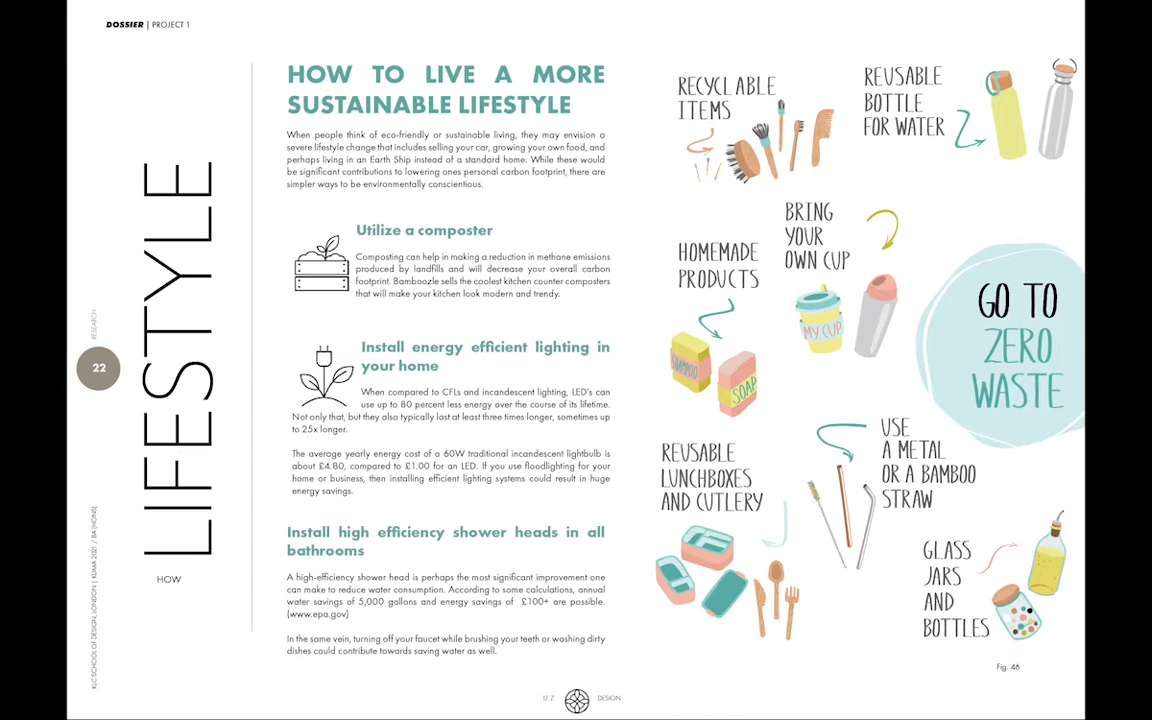 DOSSIER | PROJECT 1
HOW TO LIVE A MORE
SUSTAINABLE LIFESTYLE
When people think of eco-friendly or sustainable living, they may envision a
severe lifestyle change that includes selling your car, growing your own food, and
perhaps living in an Earth Ship instead of a standard home. While these would
be significant contributions to lowering ones personal carbon footprint, there are
simpler ways to be environmentally conscientious.
Utilize a composter
Composting can help in making a reduction in methane emissions
produced by landfills and will decrease your overall carbon
footprint. Bamboozle sells the coolest kitchen counter composters
that will make your kitchen look modern and trendy.
Install energy efficient lighting in
your home
When compared to CFLs and incandescent lighting, LED's can
use up to 80 percent less energy over the course of its lifetime.
Not only that, but they also typically last at least three times longer, sometimes up
to 25x longer.
The average yearly energy cost of a 60W traditional incandescent lightbulb is
about £4.80, compared to £1.00 for an LED. If you use floodlighting for your
home or business, then installing efficient lighting systems could result in huge
energy savings.
Install high efficiency shower heads in all
bathrooms
A high-efficiency shower head is perhaps the most significant improvement one
can make to reduce water consumption. According to some calculations, annual
water savings of 5,000 gallons and energy savings of £100+ are possible.
(www.epa.gov)
In the same vein, turning off your faucet while brushing your teeth or washing dirty
dishes could contribute towards saving water as well.
LIFESTYLE
HOW
RESEARCH
22
KLC SCHOOL OF DESIGN, LONDON | KLIMA 2021 / BA (HONS)
RECYCLABLE
ITEMS
REUSABLE
BOTTLE
FOR WATER
BRING
YOUR
OWN CUP
HOMEMADE
PRODUCTS
MY CUP
SHAMPOO
SOAP
GO TO
ZERO
WASTE
REUSABLE
LUNCHBOXES
AND CUTLERY
USE
A METAL
OR A BAMBOO
STRAW
GLASS
JARS
AND
BOTTLES
Fig. 46
U.Z DESIGN